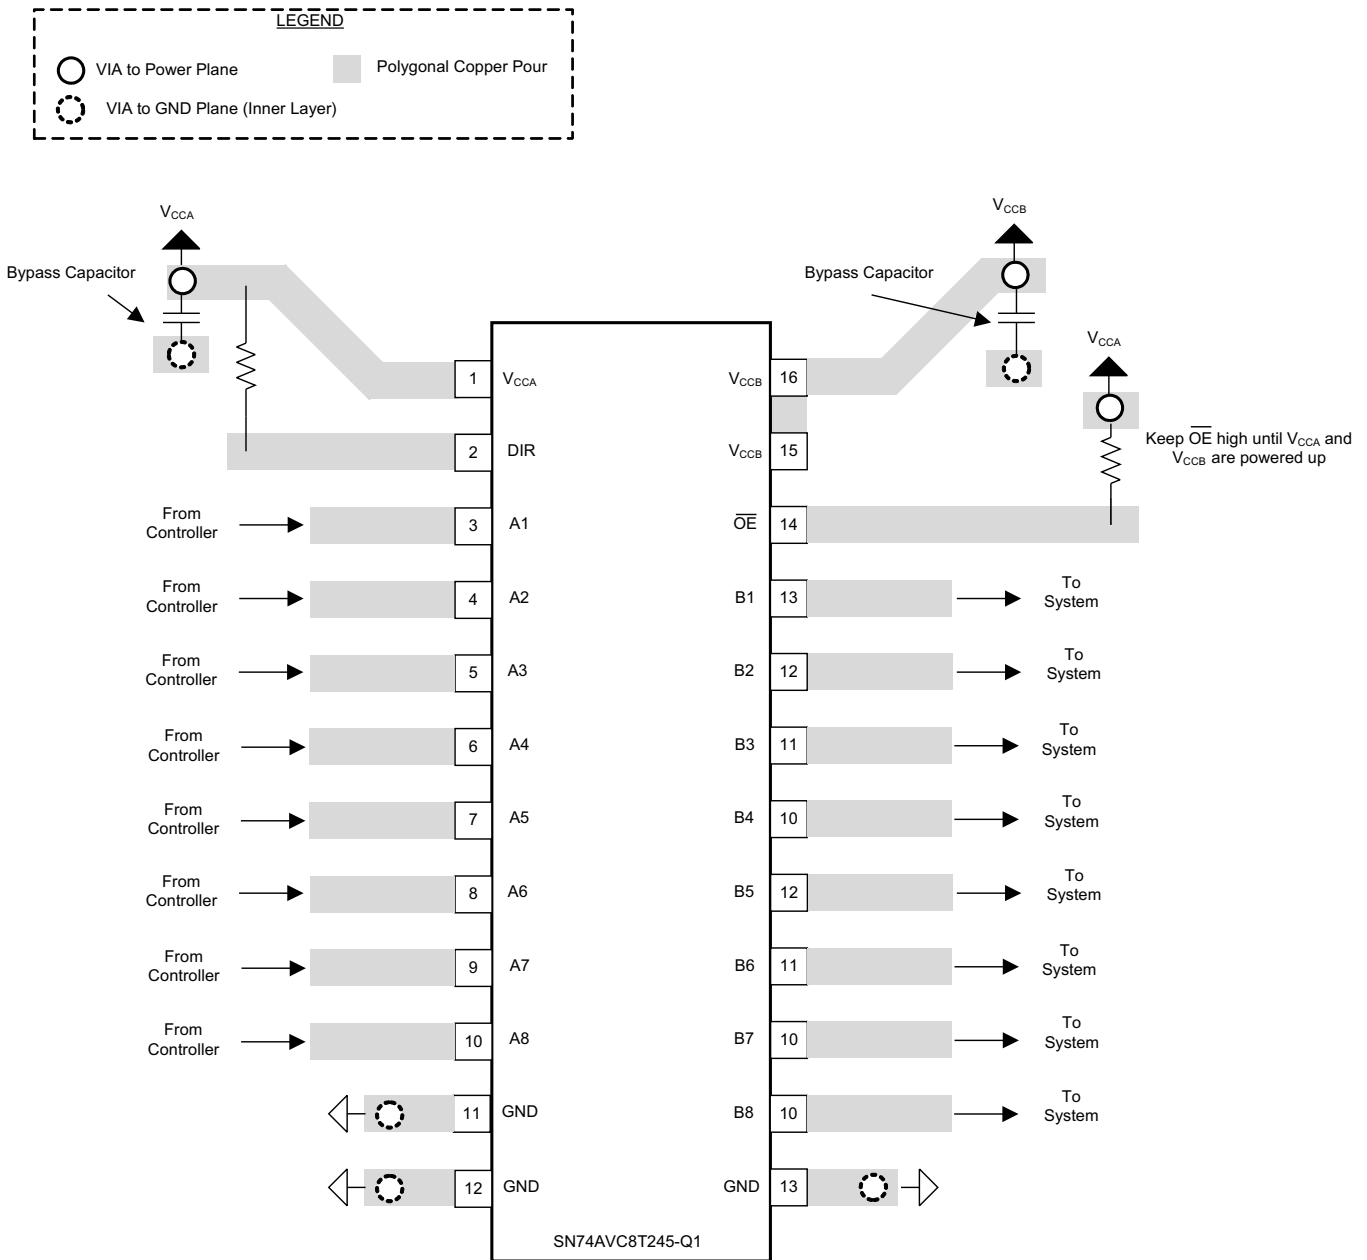 LEGEND
VIA to Power Plane
Polygonal Copper Pour
VIA to GND Plane (Inner Layer)
VCCA
VCCB
Bypass Capacitor
Bypass Capacitor
VCCA
Keep OE high until VCCA and
VCCB are powered up
1 VCCA
VCCB 16
2 DIR
VCCB 15
From
Controller
3 A1
OE 14
From
Controller
4 A2
B1 13
To
System
From
Controller
5 A3
B2 12
To
System
From
Controller
6 A4
B3 11
To
System
From
Controller
7 A5
B4 10
To
System
From
Controller
8 A6
B5 12
To
System
From
Controller
9 A7
B6 11
To
System
From
Controller
10 A8
B7 10
To
System
11 GND
B8 10
To
System
12 GND
GND 13
SN74AVC8T245-Q1